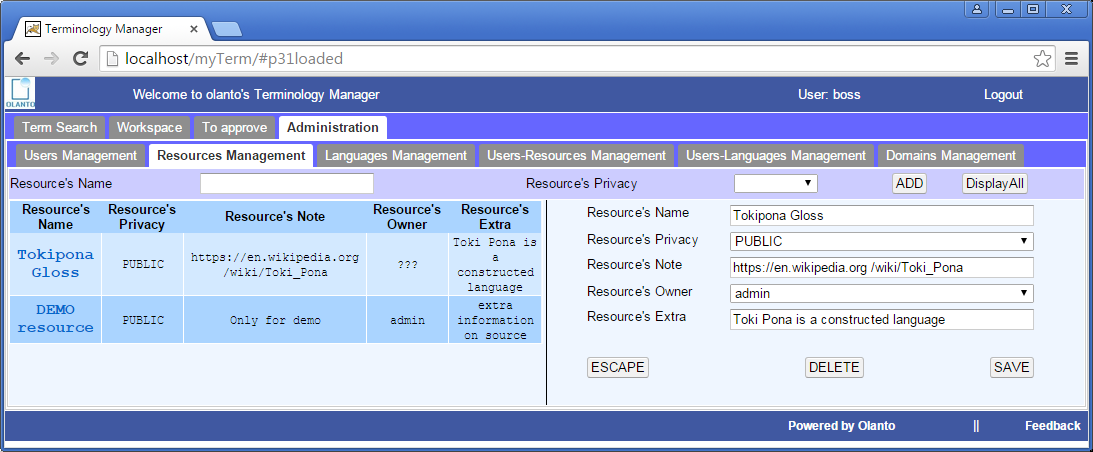 Terminology Manager
localhost/myTerm/#p31loaded
OLANTO
Welcome to olanto's Terminology Manager
User: boss
Logout
Term Search
Workspace
To approve
Administration
Users Management
Resources Management
Languages Management
Users-Resources Management
Users-Languages Management
Domains Management
Resource's Name
Resource's Privacy
ADD
DisplayAll
Resource's
Name
Resource's
Privacy
Resource's Note
Resource's
Owner
Resource's
Extra
Tokipona
Gloss
PUBLIC
https://en.wikipedia.org
/wiki/Toki_Pona
???
Toki Pona is
a
constructed
language
DEMO
resource
PUBLIC
Only for demo
admin
extra
information
on source
Resource's Name
Tokipona Gloss
Resource's Privacy
PUBLIC
Resource's Note
https://en.wikipedia.org /wiki/Toki_Pona
Resource's Owner
admin
Resource's Extra
Toki Pona is a constructed language
ESCAPE
DELETE
SAVE
Powered by Olanto
||
Feedback